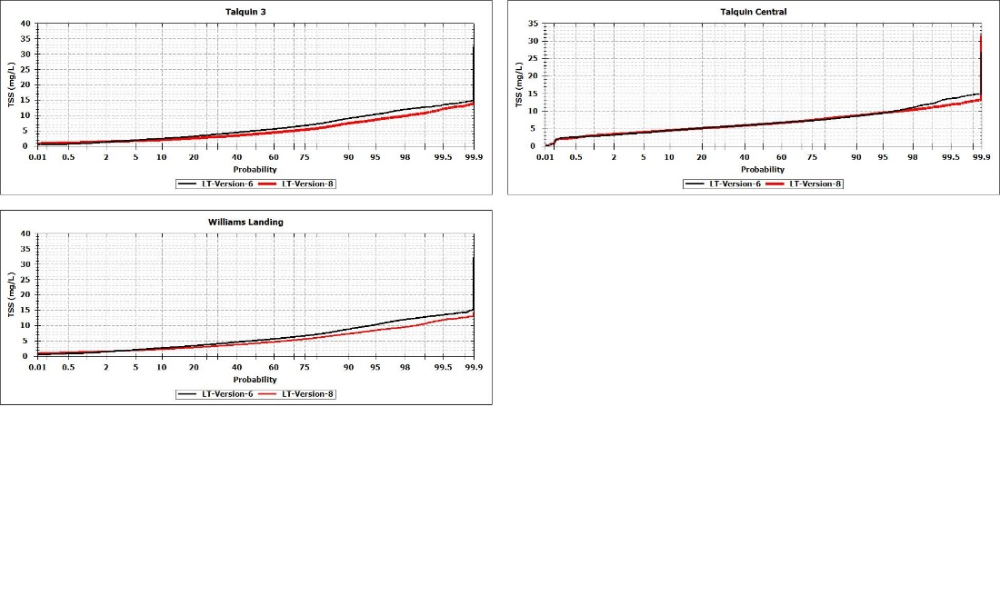 Talquin 3
40
35
30
25
20
15
10
5
0
TSS (mg/L)
0.01 0.5 2 5 10 20 40 60 75 90 95 98 99.5 99.9
Probability
LT-Version-6 LT-Version-8
Talquin Central
35
30
25
20
15
10
5
0
TSS (mg/L)
0.01 0.5 2 5 10 20 40 60 75 90 95 98 99.5 99.9
Probability
LT-Version-6 LT-Version-8
Williams Landing
40
35
30
25
20
15
10
5
0
TSS (mg/L)
0.01 0.5 2 5 10 20 40 60 75 90 95 98 99.5 99.9
Probability
LT-Version-6 LT-Version-8